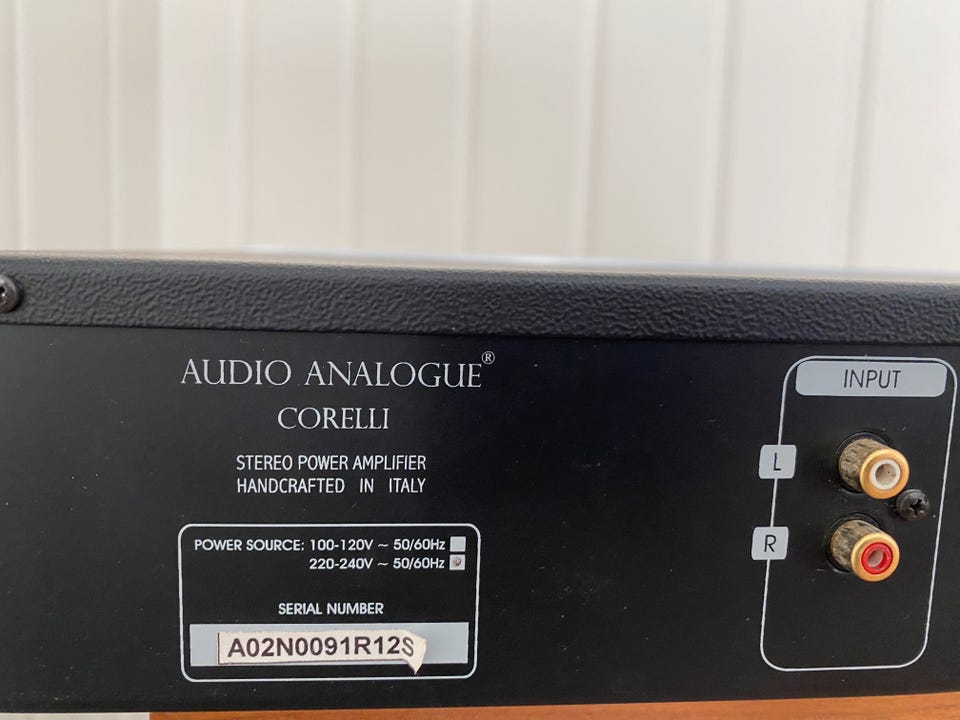 AUDIO ANALOGUE®
CORELLI
STEREO POWER AMPLIFIER
HANDCRAFTED IN ITALY
POWER SOURCE: 100-120V ~ 50/60Hz
220-240V ~ 50/60Hz
SERIAL NUMBER
A02N0091R12S
INPUT
L
R